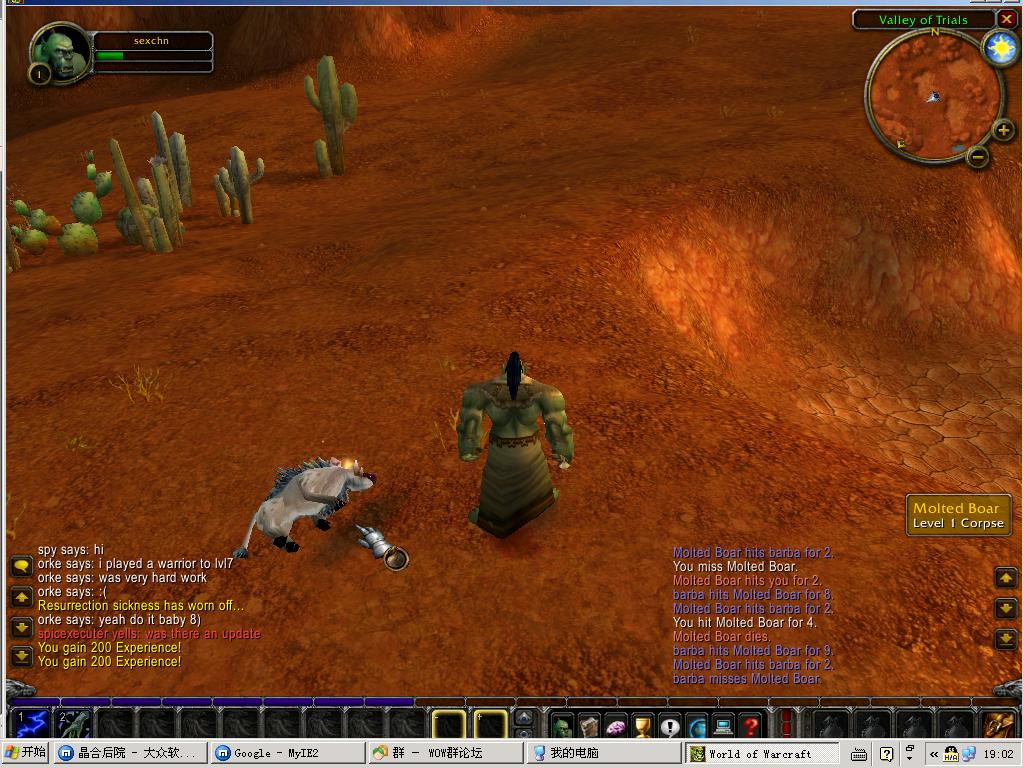 sexchn
1
Valley of Trials
N
Molted Boar
Level 1 Corpse
spy says: hi
orke says: i played a warrior to lvl7
orke says: was very hard work
orke says: :(
Resurrection sickness has worn off...
orke says: yeah do it baby 8)
spicexecuter yells: was there an update
You gain 200 Experience!
You gain 200 Experience!
Molted Boar hits barba for 2.
You miss Molted Boar.
Molted Boar hits you for 2.
barba hits Molted Boar for 8.
Molted Boar hits barba for 2.
You hit Molted Boar for 4.
Molted Boar dies.
barba hits Molted Boar for 9.
Molted Boar hits barba for 2.
barba misses Molted Boar.
1 2
开始
晶合后院 - 大众软...
Google - MyIE2
群 - WOW群论坛
我的电脑
World of Warcraft
19:02